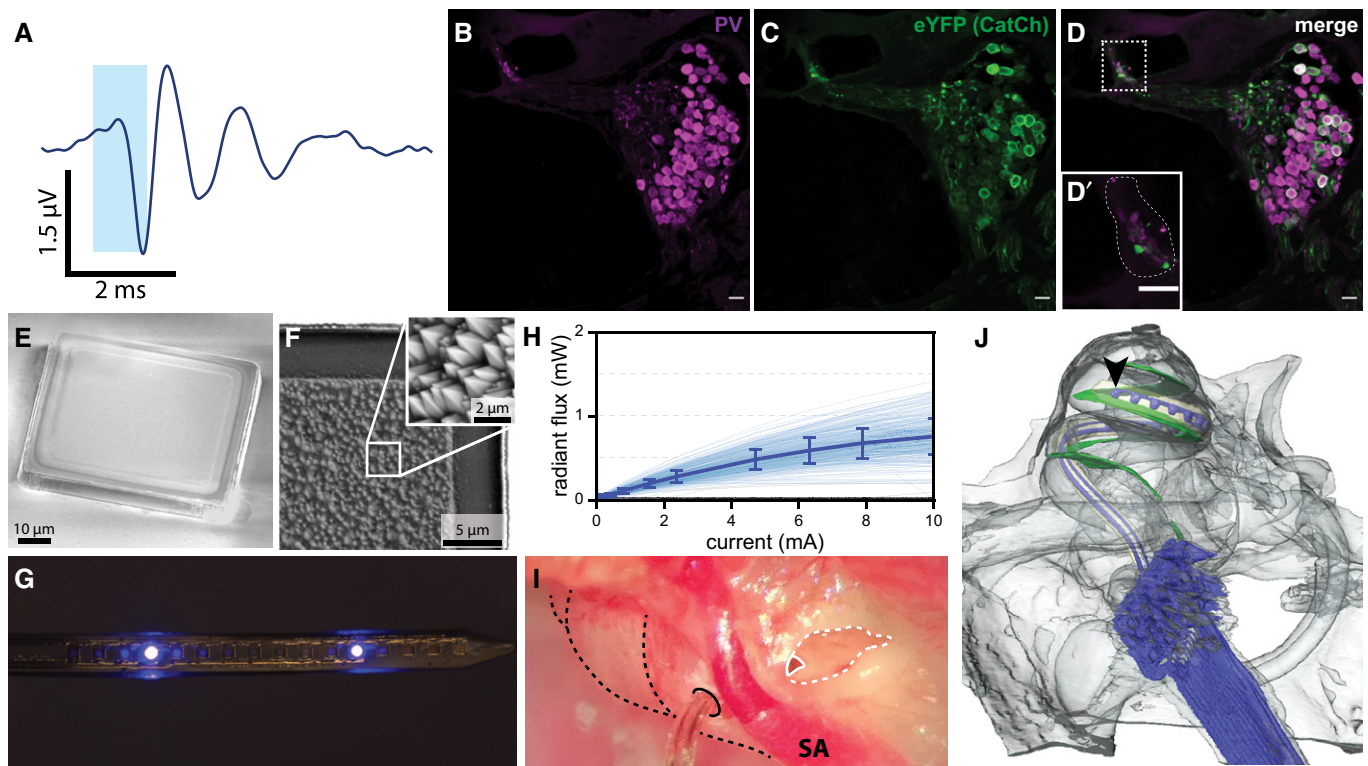 A
1.5 µV
2 ms
B
PV
C
eYFP (CatCh)
D
merge
D′
E
10 µm
F
2 µm
5 µm
G
H
radiant flux (mW)
2
1
0
0
2
4
6
8
10
current (mA)
I
SA
J